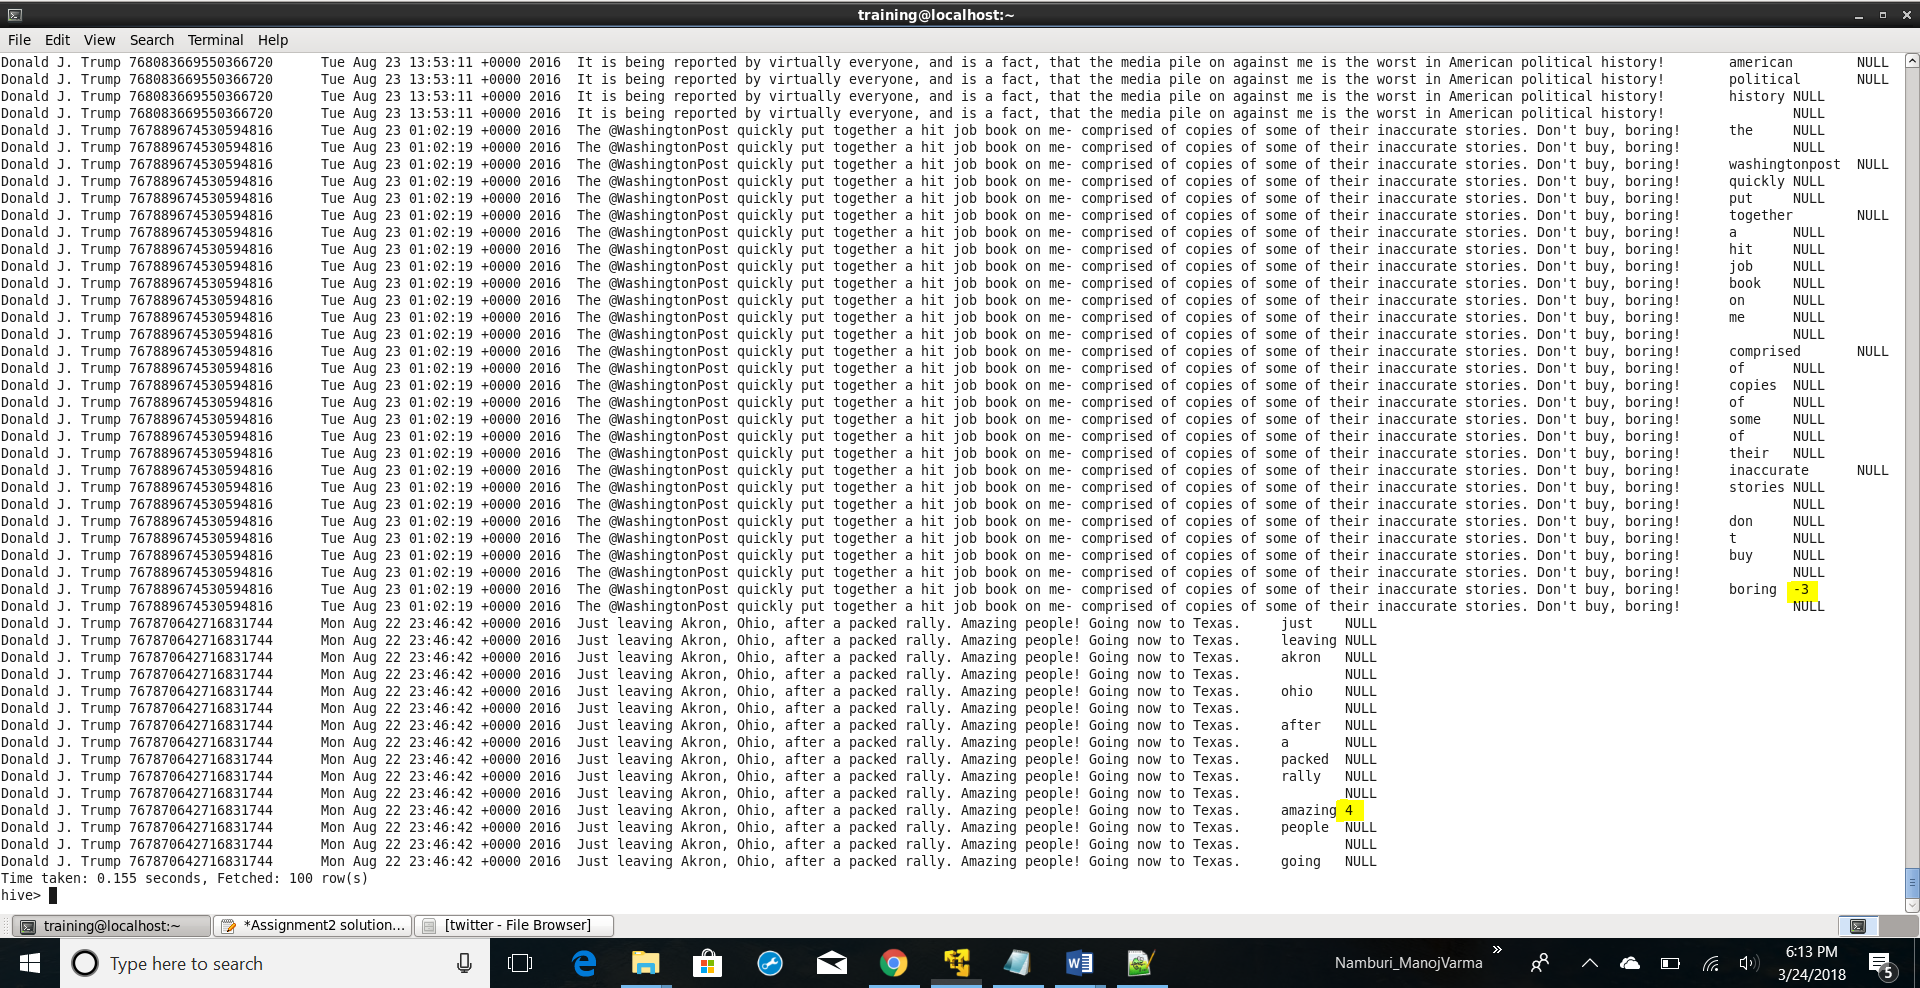 training@localhost:~
File Edit View Search Terminal Help
Donald J. Trump 768083669550366720 Tue Aug 23 13:53:11 +0000 2016 It is being reported by virtually everyone, and is a fact, that the media pile on against me is the worst in American political history! american NULL
Donald J. Trump 768083669550366720 Tue Aug 23 13:53:11 +0000 2016 It is being reported by virtually everyone, and is a fact, that the media pile on against me is the worst in American political history! political NULL
Donald J. Trump 768083669550366720 Tue Aug 23 13:53:11 +0000 2016 It is being reported by virtually everyone, and is a fact, that the media pile on against me is the worst in American political history! history NULL
Donald J. Trump 768083669550366720 Tue Aug 23 13:53:11 +0000 2016 It is being reported by virtually everyone, and is a fact, that the media pile on against me is the worst in American political history! NULL
Donald J. Trump 767889674530594816 Tue Aug 23 01:02:19 +0000 2016 The @WashingtonPost quickly put together a hit job book on me- comprised of copies of some of their inaccurate stories. Don't buy, boring! the NULL
Donald J. Trump 767889674530594816 Tue Aug 23 01:02:19 +0000 2016 The @WashingtonPost quickly put together a hit job book on me- comprised of copies of some of their inaccurate stories. Don't buy, boring! NULL
Donald J. Trump 767889674530594816 Tue Aug 23 01:02:19 +0000 2016 The @WashingtonPost quickly put together a hit job book on me- comprised of copies of some of their inaccurate stories. Don't buy, boring! washingtonpost NULL
Donald J. Trump 767889674530594816 Tue Aug 23 01:02:19 +0000 2016 The @WashingtonPost quickly put together a hit job book on me- comprised of copies of some of their inaccurate stories. Don't buy, boring! quickly NULL
Donald J. Trump 767889674530594816 Tue Aug 23 01:02:19 +0000 2016 The @WashingtonPost quickly put together a hit job book on me- comprised of copies of some of their inaccurate stories. Don't buy, boring! put NULL
Donald J. Trump 767889674530594816 Tue Aug 23 01:02:19 +0000 2016 The @WashingtonPost quickly put together a hit job book on me- comprised of copies of some of their inaccurate stories. Don't buy, boring! together NULL
Donald J. Trump 767889674530594816 Tue Aug 23 01:02:19 +0000 2016 The @WashingtonPost quickly put together a hit job book on me- comprised of copies of some of their inaccurate stories. Don't buy, boring! a NULL
Donald J. Trump 767889674530594816 Tue Aug 23 01:02:19 +0000 2016 The @WashingtonPost quickly put together a hit job book on me- comprised of copies of some of their inaccurate stories. Don't buy, boring! hit NULL
Donald J. Trump 767889674530594816 Tue Aug 23 01:02:19 +0000 2016 The @WashingtonPost quickly put together a hit job book on me- comprised of copies of some of their inaccurate stories. Don't buy, boring! job NULL
Donald J. Trump 767889674530594816 Tue Aug 23 01:02:19 +0000 2016 The @WashingtonPost quickly put together a hit job book on me- comprised of copies of some of their inaccurate stories. Don't buy, boring! book NULL
Donald J. Trump 767889674530594816 Tue Aug 23 01:02:19 +0000 2016 The @WashingtonPost quickly put together a hit job book on me- comprised of copies of some of their inaccurate stories. Don't buy, boring! on NULL
Donald J. Trump 767889674530594816 Tue Aug 23 01:02:19 +0000 2016 The @WashingtonPost quickly put together a hit job book on me- comprised of copies of some of their inaccurate stories. Don't buy, boring! me NULL
Donald J. Trump 767889674530594816 Tue Aug 23 01:02:19 +0000 2016 The @WashingtonPost quickly put together a hit job book on me- comprised of copies of some of their inaccurate stories. Don't buy, boring! NULL
Donald J. Trump 767889674530594816 Tue Aug 23 01:02:19 +0000 2016 The @WashingtonPost quickly put together a hit job book on me- comprised of copies of some of their inaccurate stories. Don't buy, boring! comprised NULL
Donald J. Trump 767889674530594816 Tue Aug 23 01:02:19 +0000 2016 The @WashingtonPost quickly put together a hit job book on me- comprised of copies of some of their inaccurate stories. Don't buy, boring! of NULL
Donald J. Trump 767889674530594816 Tue Aug 23 01:02:19 +0000 2016 The @WashingtonPost quickly put together a hit job book on me- comprised of copies of some of their inaccurate stories. Don't buy, boring! copies NULL
Donald J. Trump 767889674530594816 Tue Aug 23 01:02:19 +0000 2016 The @WashingtonPost quickly put together a hit job book on me- comprised of copies of some of their inaccurate stories. Don't buy, boring! of NULL
Donald J. Trump 767889674530594816 Tue Aug 23 01:02:19 +0000 2016 The @WashingtonPost quickly put together a hit job book on me- comprised of copies of some of their inaccurate stories. Don't buy, boring! some NULL
Donald J. Trump 767889674530594816 Tue Aug 23 01:02:19 +0000 2016 The @WashingtonPost quickly put together a hit job book on me- comprised of copies of some of their inaccurate stories. Don't buy, boring! of NULL
Donald J. Trump 767889674530594816 Tue Aug 23 01:02:19 +0000 2016 The @WashingtonPost quickly put together a hit job book on me- comprised of copies of some of their inaccurate stories. Don't buy, boring! their NULL
Donald J. Trump 767889674530594816 Tue Aug 23 01:02:19 +0000 2016 The @WashingtonPost quickly put together a hit job book on me- comprised of copies of some of their inaccurate stories. Don't buy, boring! inaccurate NULL
Donald J. Trump 767889674530594816 Tue Aug 23 01:02:19 +0000 2016 The @WashingtonPost quickly put together a hit job book on me- comprised of copies of some of their inaccurate stories. Don't buy, boring! stories NULL
Donald J. Trump 767889674530594816 Tue Aug 23 01:02:19 +0000 2016 The @WashingtonPost quickly put together a hit job book on me- comprised of copies of some of their inaccurate stories. Don't buy, boring! NULL
Donald J. Trump 767889674530594816 Tue Aug 23 01:02:19 +0000 2016 The @WashingtonPost quickly put together a hit job book on me- comprised of copies of some of their inaccurate stories. Don't buy, boring! don NULL
Donald J. Trump 767889674530594816 Tue Aug 23 01:02:19 +0000 2016 The @WashingtonPost quickly put together a hit job book on me- comprised of copies of some of their inaccurate stories. Don't buy, boring! t NULL
Donald J. Trump 767889674530594816 Tue Aug 23 01:02:19 +0000 2016 The @WashingtonPost quickly put together a hit job book on me- comprised of copies of some of their inaccurate stories. Don't buy, boring! buy NULL
Donald J. Trump 767889674530594816 Tue Aug 23 01:02:19 +0000 2016 The @WashingtonPost quickly put together a hit job book on me- comprised of copies of some of their inaccurate stories. Don't buy, boring! NULL
Donald J. Trump 767889674530594816 Tue Aug 23 01:02:19 +0000 2016 The @WashingtonPost quickly put together a hit job book on me- comprised of copies of some of their inaccurate stories. Don't buy, boring! boring -3
Donald J. Trump 767889674530594816 Tue Aug 23 01:02:19 +0000 2016 The @WashingtonPost quickly put together a hit job book on me- comprised of copies of some of their inaccurate stories. Don't buy, boring! NULL
Donald J. Trump 767870642716831744 Mon Aug 22 23:46:42 +0000 2016 Just leaving Akron, Ohio, after a packed rally. Amazing people! Going now to Texas. just NULL
Donald J. Trump 767870642716831744 Mon Aug 22 23:46:42 +0000 2016 Just leaving Akron, Ohio, after a packed rally. Amazing people! Going now to Texas. leaving NULL
Donald J. Trump 767870642716831744 Mon Aug 22 23:46:42 +0000 2016 Just leaving Akron, Ohio, after a packed rally. Amazing people! Going now to Texas. akron NULL
Donald J. Trump 767870642716831744 Mon Aug 22 23:46:42 +0000 2016 Just leaving Akron, Ohio, after a packed rally. Amazing people! Going now to Texas. NULL
Donald J. Trump 767870642716831744 Mon Aug 22 23:46:42 +0000 2016 Just leaving Akron, Ohio, after a packed rally. Amazing people! Going now to Texas. ohio NULL
Donald J. Trump 767870642716831744 Mon Aug 22 23:46:42 +0000 2016 Just leaving Akron, Ohio, after a packed rally. Amazing people! Going now to Texas. NULL
Donald J. Trump 767870642716831744 Mon Aug 22 23:46:42 +0000 2016 Just leaving Akron, Ohio, after a packed rally. Amazing people! Going now to Texas. after NULL
Donald J. Trump 767870642716831744 Mon Aug 22 23:46:42 +0000 2016 Just leaving Akron, Ohio, after a packed rally. Amazing people! Going now to Texas. a NULL
Donald J. Trump 767870642716831744 Mon Aug 22 23:46:42 +0000 2016 Just leaving Akron, Ohio, after a packed rally. Amazing people! Going now to Texas. packed NULL
Donald J. Trump 767870642716831744 Mon Aug 22 23:46:42 +0000 2016 Just leaving Akron, Ohio, after a packed rally. Amazing people! Going now to Texas. rally NULL
Donald J. Trump 767870642716831744 Mon Aug 22 23:46:42 +0000 2016 Just leaving Akron, Ohio, after a packed rally. Amazing people! Going now to Texas. NULL
Donald J. Trump 767870642716831744 Mon Aug 22 23:46:42 +0000 2016 Just leaving Akron, Ohio, after a packed rally. Amazing people! Going now to Texas. amazing 4
Donald J. Trump 767870642716831744 Mon Aug 22 23:46:42 +0000 2016 Just leaving Akron, Ohio, after a packed rally. Amazing people! Going now to Texas. people NULL
Donald J. Trump 767870642716831744 Mon Aug 22 23:46:42 +0000 2016 Just leaving Akron, Ohio, after a packed rally. Amazing people! Going now to Texas. NULL
Donald J. Trump 767870642716831744 Mon Aug 22 23:46:42 +0000 2016 Just leaving Akron, Ohio, after a packed rally. Amazing people! Going now to Texas. going NULL
Time taken: 0.155 seconds, Fetched: 100 row(s)
hive>
training@localhost:~ *Assignment2 solution... [twitter - File Browser]
Type here to search Namburi_ManojVarma » 6:13 PM
3/24/2018 5